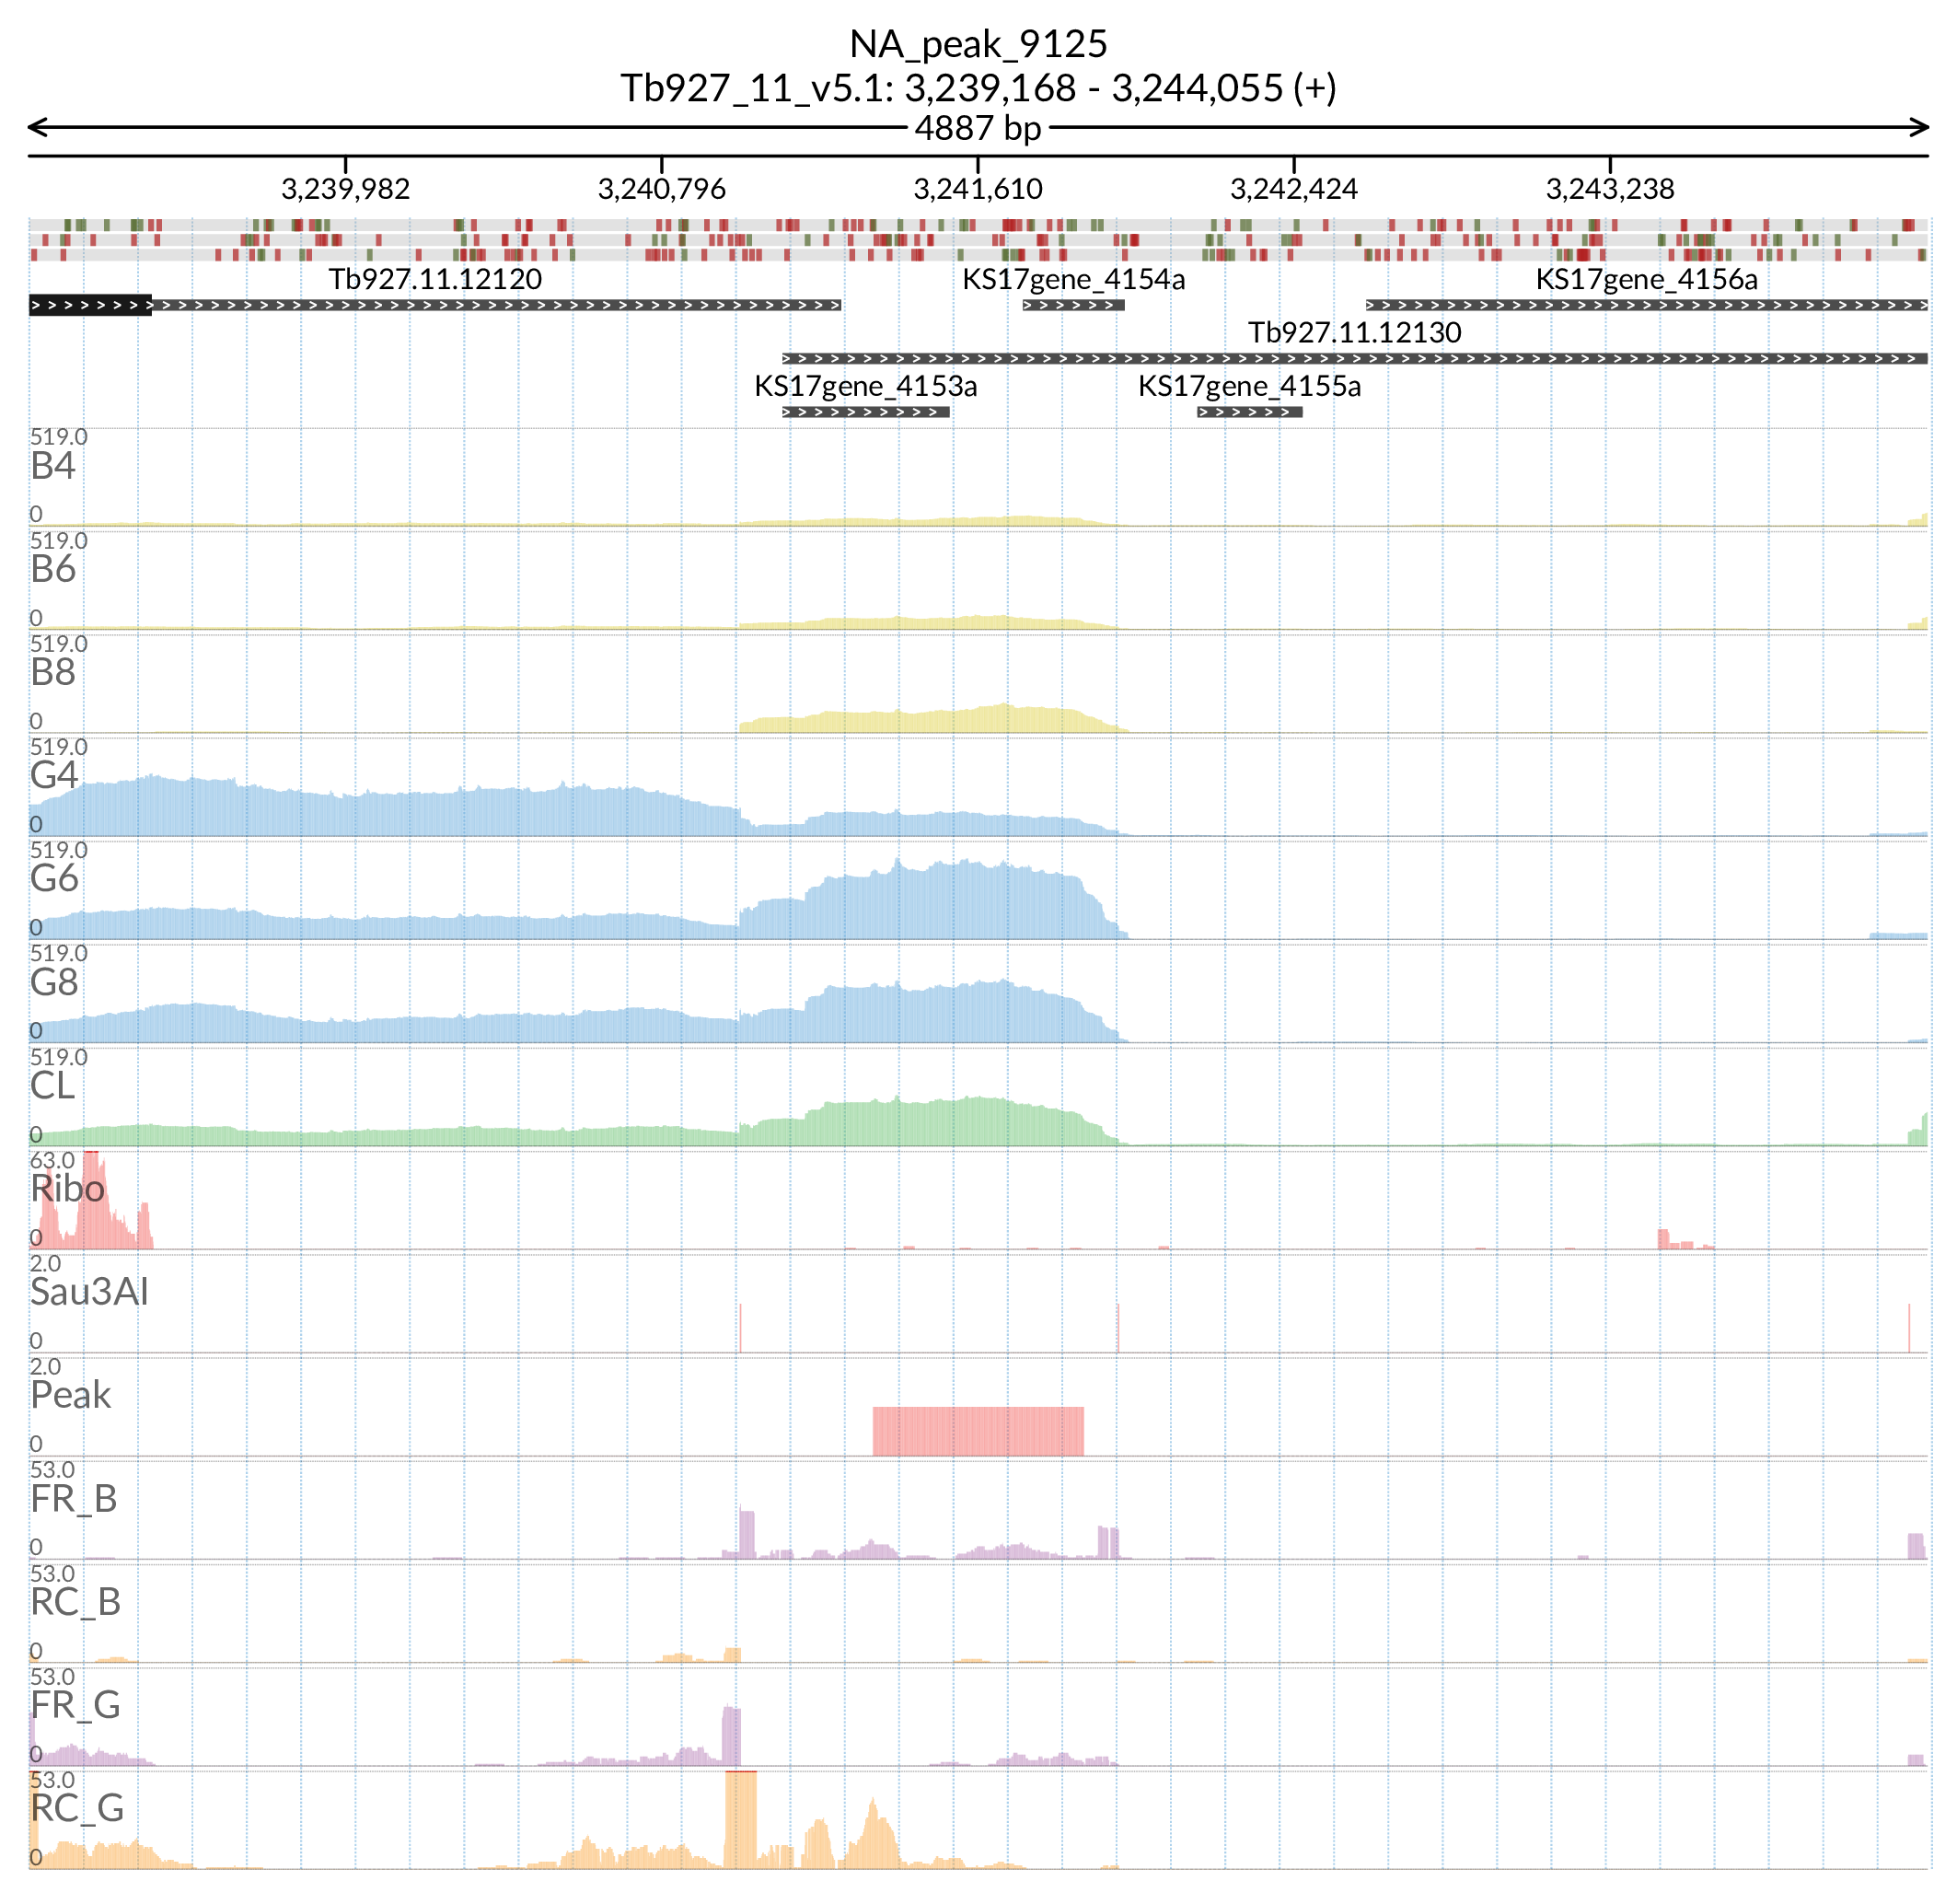 NA_peak_9125
Tb927_11_v5.1: 3,239,168 - 3,244,055 (+)
4887 bp
3,239,982 3,240,796 3,241,610 3,242,424 3,243,238
Tb927.11.12120 KS17gene_4154a KS17gene_4156a
Tb927.11.12130
KS17gene_4153a KS17gene_4155a
519.0
B4
0
519.0
B6
0
519.0
B8
0
519.0
G4
0
519.0
G6
0
519.0
G8
0
519.0
CL
0
63.0
Ribo
0
2.0
Sau3AI
0
2.0
Peak
0
53.0
FR_B
0
53.0
RC_B
0
53.0
FR_G
0
53.0
RC_G
0